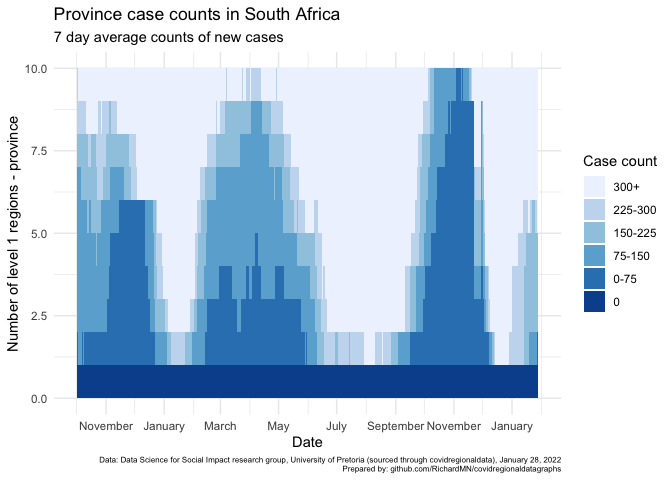 Province case counts in South Africa
7 day average counts of new cases
Number of level 1 regions - province
10.0
7.5
5.0
2.5
0.0
November January March May July September November January
Date
Case count
300+
225-300
150-225
75-150
0-75
0
Data: Data Science for Social Impact research group, University of Pretoria (sourced through covidregionaldata), January 28, 2022
Prepared by: github.com/RichardMN/covidregionaldatagraphs